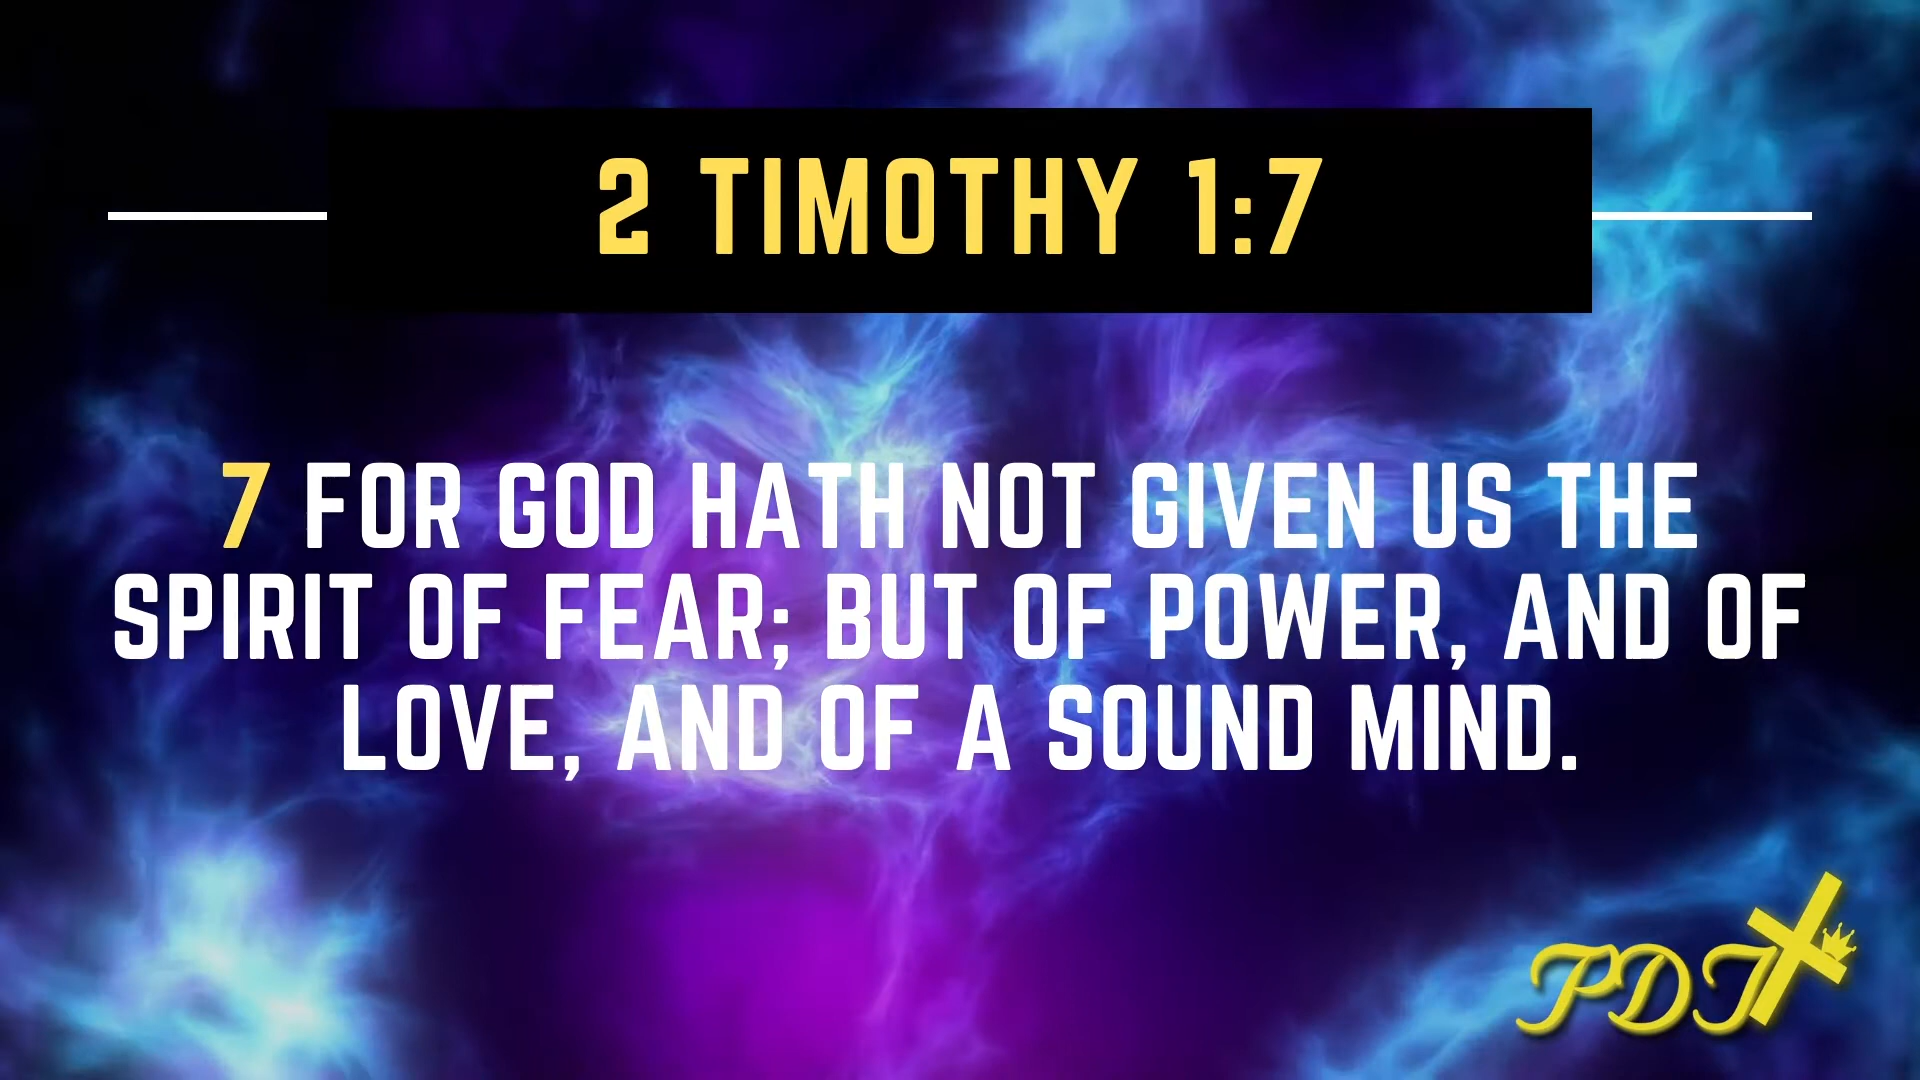 2 TIMOTHY 1:7
7 FOR GOD HATH NOT GIVEN US THE
SPIRIT OF FEAR; BUT OF POWER, AND OF
LOVE, AND OF A SOUND MIND.
PDT